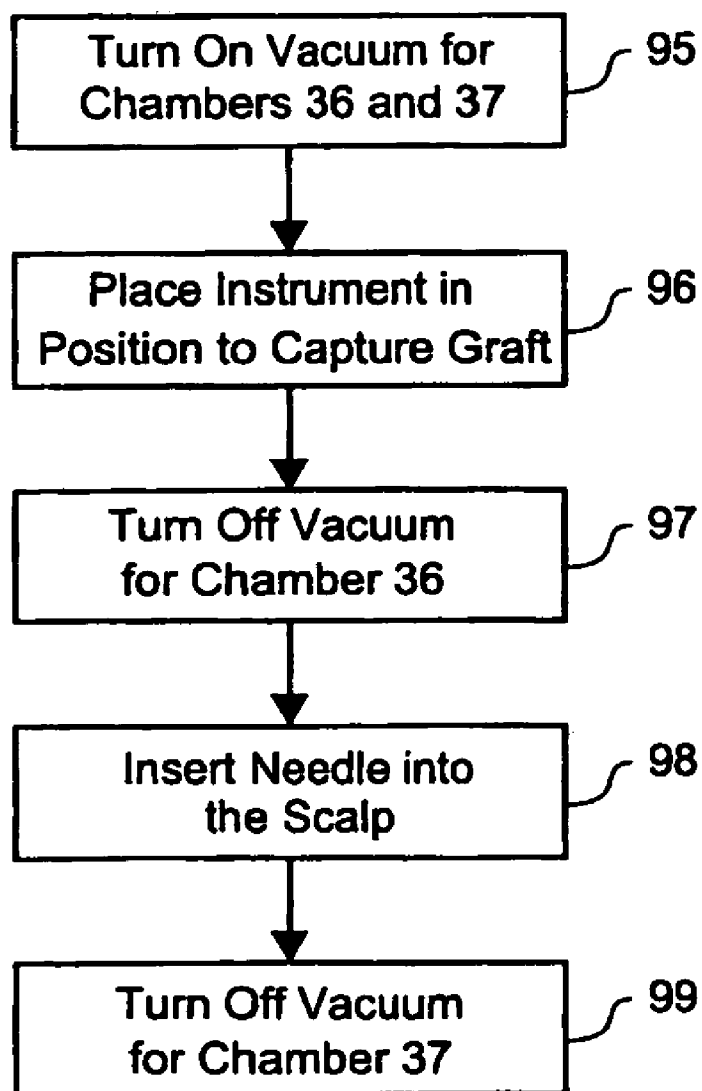 Turn On Vacuum for
Chambers 36 and 37
95
Place Instrument in
Position to Capture Graft
96
Turn Off Vacuum
for Chamber 36
97
Insert Needle into
the Scalp
98
Turn Off Vacuum
for Chamber 37
99